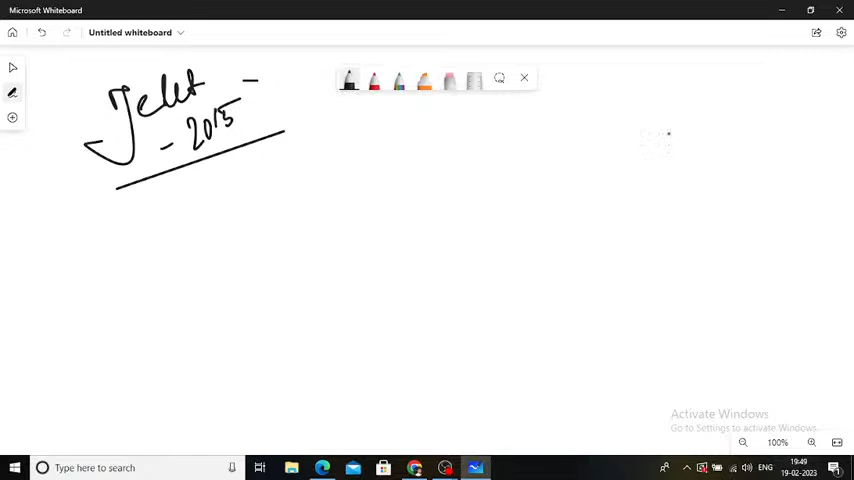 Microsoft Whiteboard
Untitled whiteboard
- 2015
Activate Windows
Go to Settings to activate Windows.
100%
Type here to search
ENG
19:49
19-02-2023